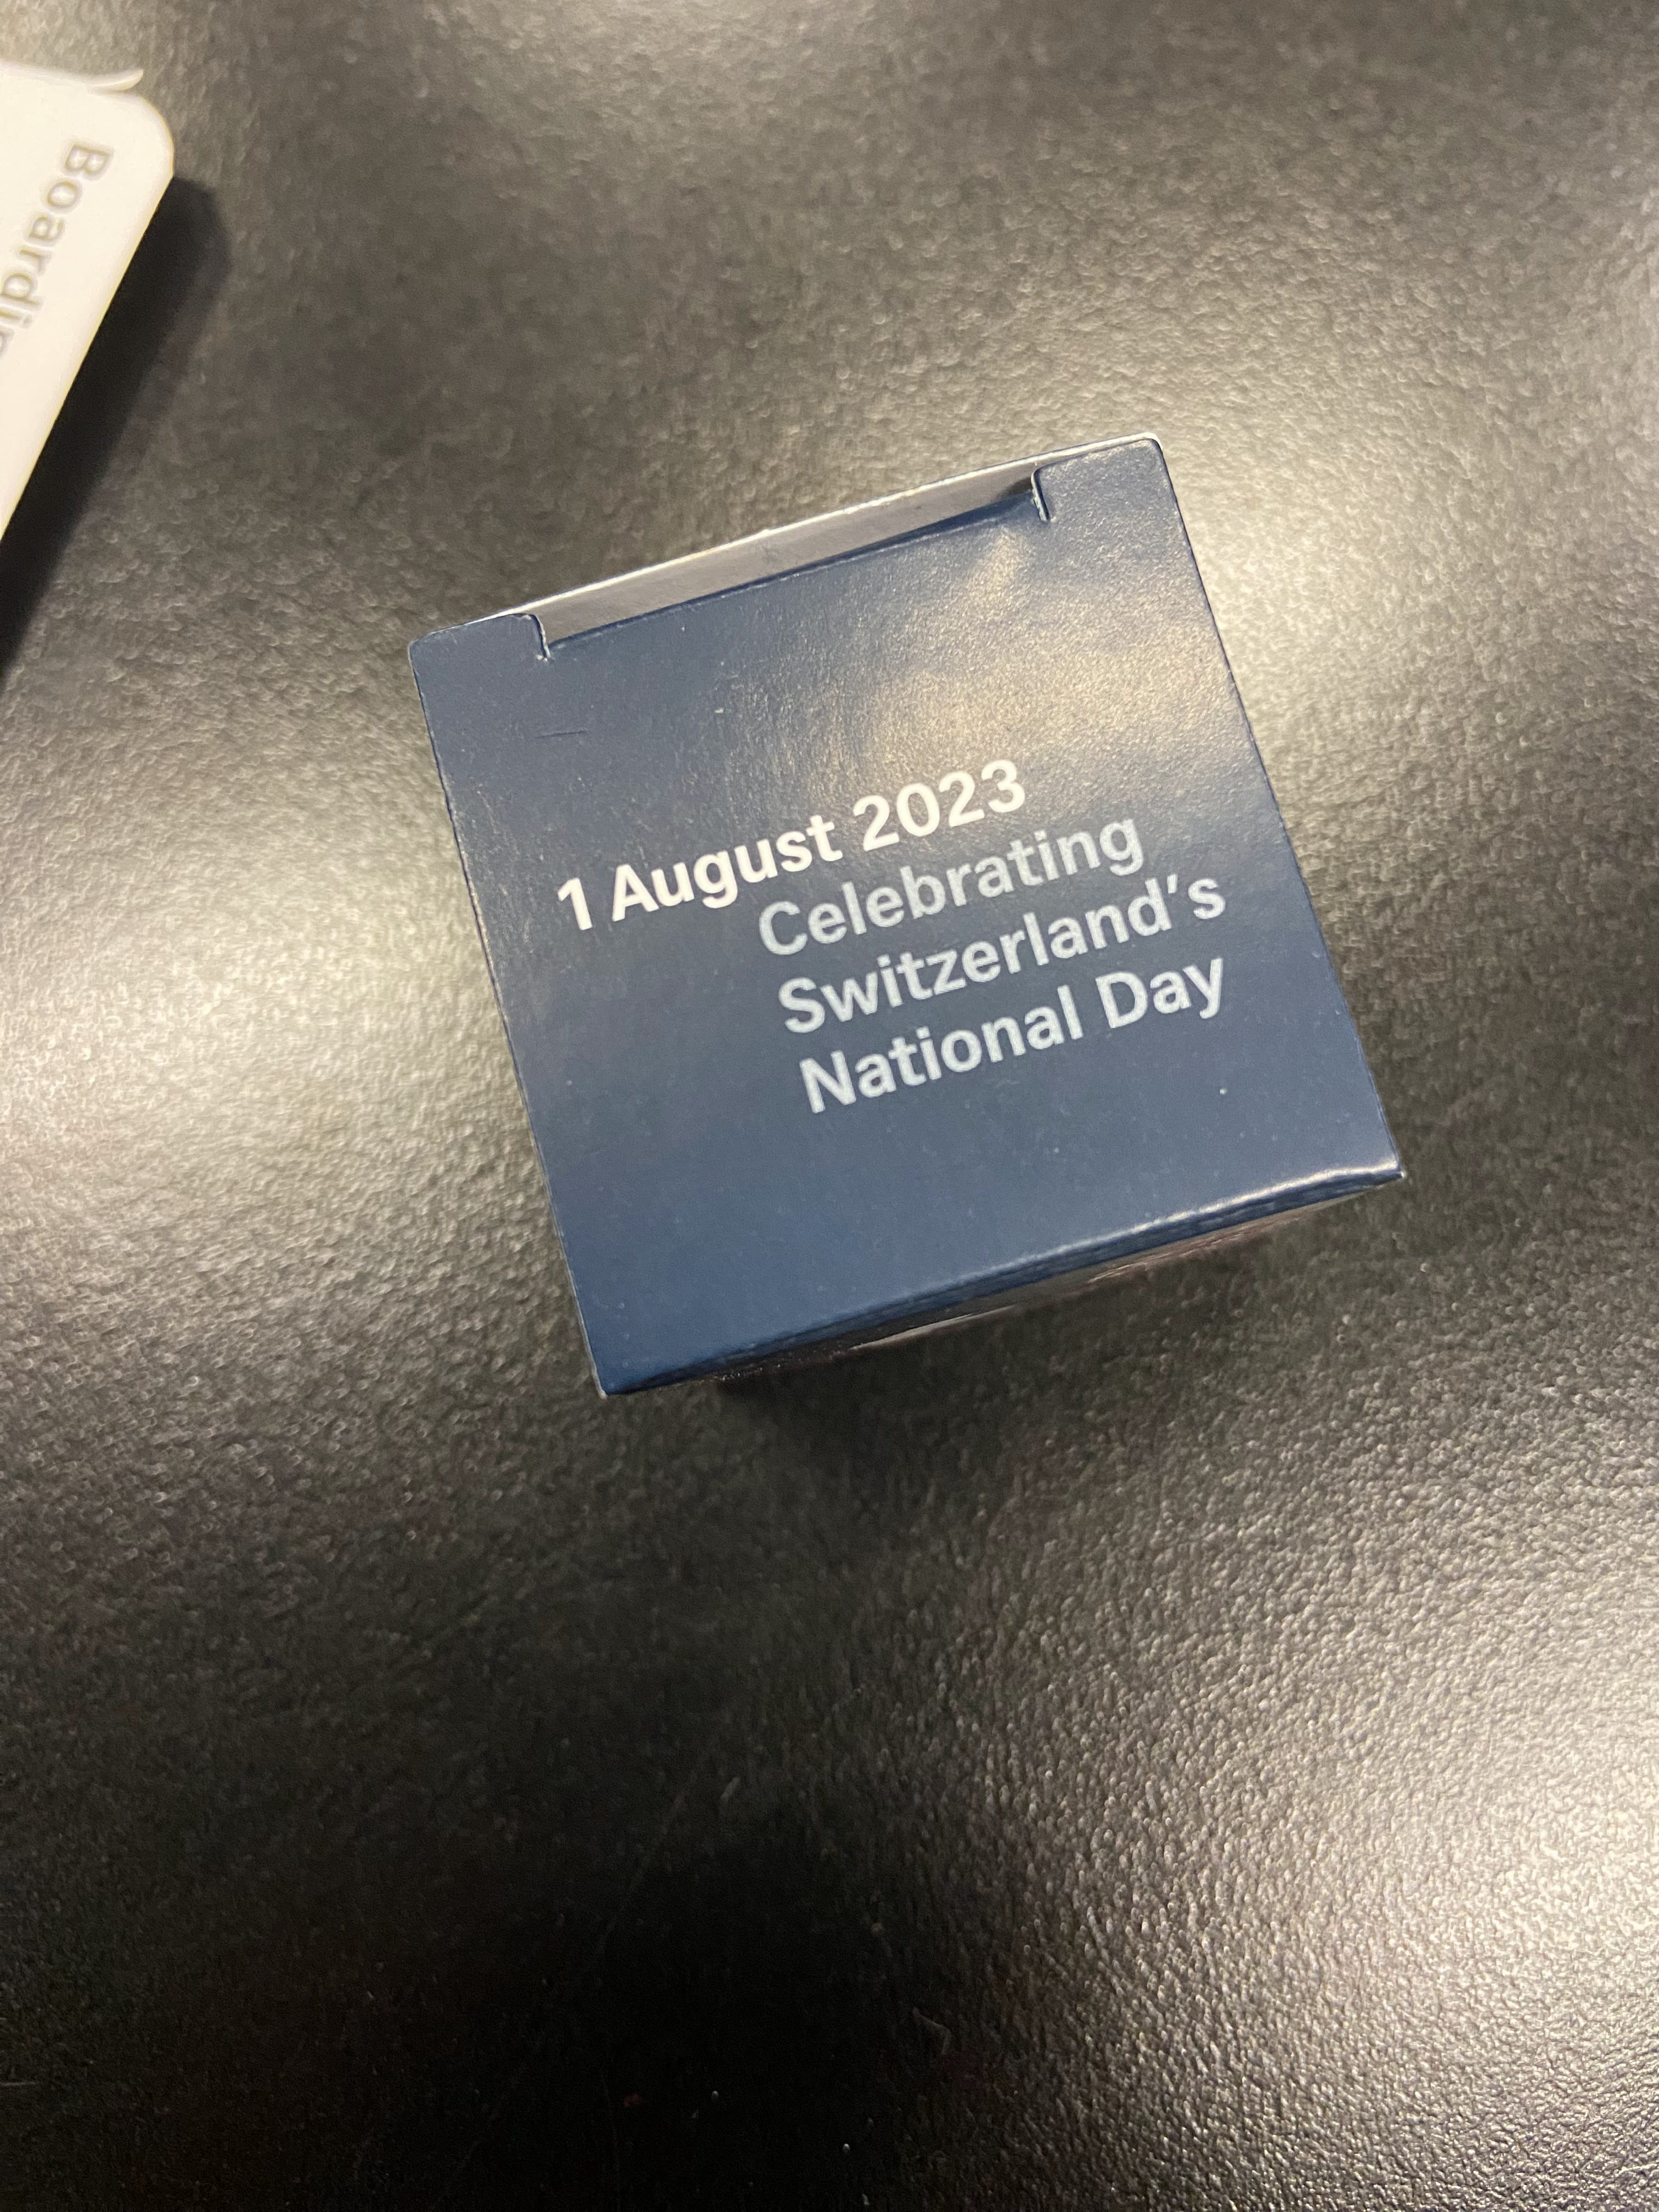 1 August 2023
Celebrating
Switzerland's
National Day